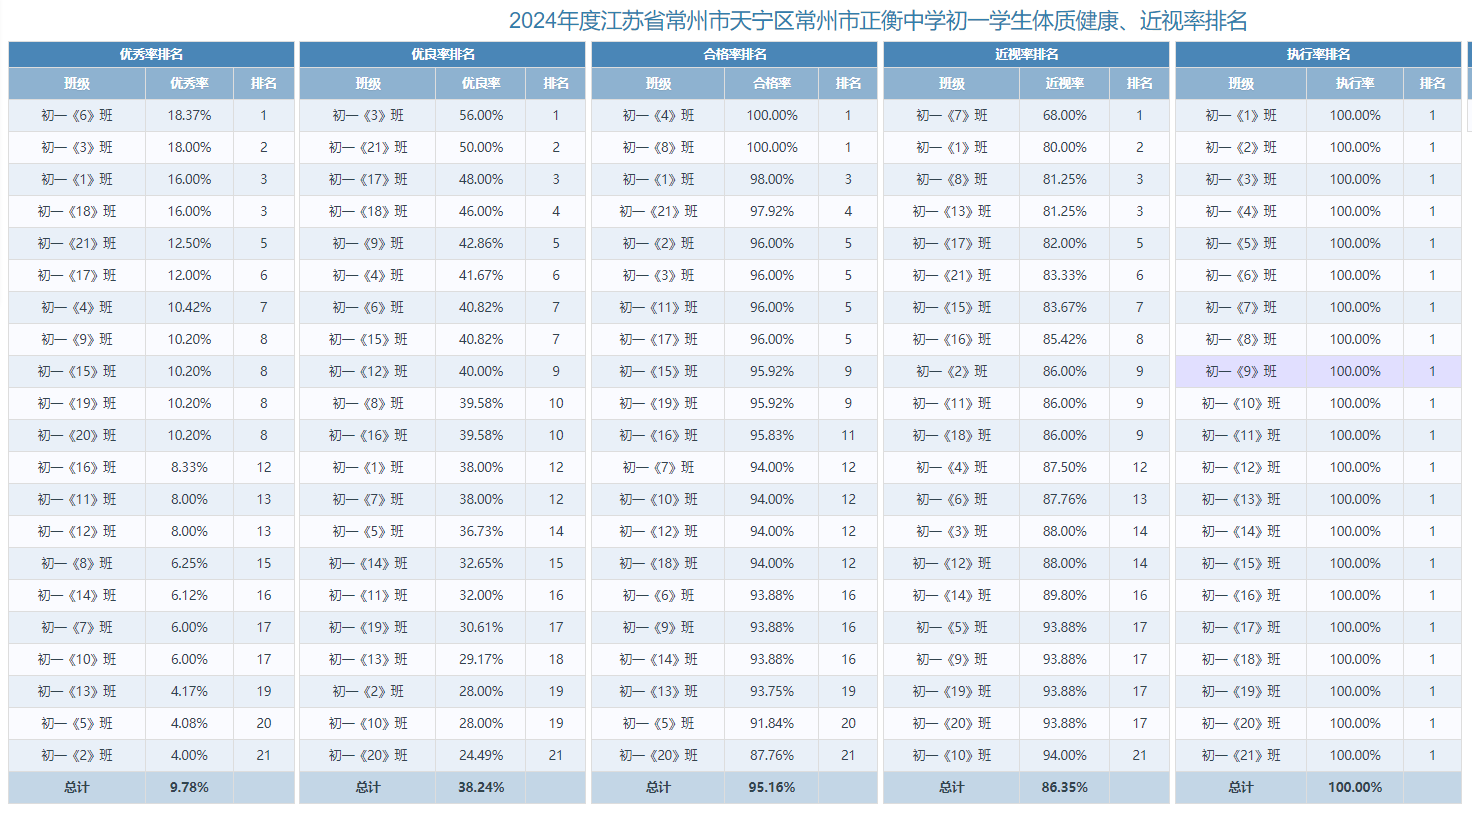 2024年度江苏省常州市天宁区常州市正衡中学初一学生体质健康、近视率排名
优秀率排名 优良率排名 合格率排名 近视率排名 执行率排名
班级 优秀率 排名 班级 优良率 排名 班级 合格率 排名 班级 近视率 排名 班级 执行率 排名
初一《6》班 18.37% 1 初一《3》班 56.00% 1 初一《4》班 100.00% 1 初一《7》班 68.00% 1 初一《1》班 100.00% 1
初一《3》班 18.00% 2 初一《21》班 50.00% 2 初一《8》班 100.00% 1 初一《1》班 80.00% 2 初一《2》班 100.00% 1
初一《1》班 16.00% 3 初一《17》班 48.00% 3 初一《1》班 98.00% 3 初一《8》班 81.25% 3 初一《3》班 100.00% 1
初一《18》班 16.00% 3 初一《18》班 46.00% 4 初一《21》班 97.92% 4 初一《13》班 81.25% 3 初一《4》班 100.00% 1
初一《21》班 12.50% 5 初一《9》班 42.86% 5 初一《2》班 96.00% 5 初一《17》班 82.00% 5 初一《5》班 100.00% 1
初一《17》班 12.00% 6 初一《4》班 41.67% 6 初一《3》班 96.00% 5 初一《21》班 83.33% 6 初一《6》班 100.00% 1
初一《4》班 10.42% 7 初一《6》班 40.82% 7 初一《11》班 96.00% 5 初一《15》班 83.67% 7 初一《7》班 100.00% 1
初一《9》班 10.20% 8 初一《15》班 40.82% 7 初一《17》班 96.00% 5 初一《16》班 85.42% 8 初一《8》班 100.00% 1
初一《15》班 10.20% 8 初一《12》班 40.00% 9 初一《15》班 95.92% 9 初一《2》班 86.00% 9 初一《9》班 100.00% 1
初一《19》班 10.20% 8 初一《8》班 39.58% 10 初一《19》班 95.92% 9 初一《11》班 86.00% 9 初一《10》班 100.00% 1
初一《20》班 10.20% 8 初一《16》班 39.58% 10 初一《16》班 95.83% 11 初一《18》班 86.00% 9 初一《11》班 100.00% 1
初一《16》班 8.33% 12 初一《1》班 38.00% 12 初一《7》班 94.00% 12 初一《4》班 87.50% 12 初一《12》班 100.00% 1
初一《11》班 8.00% 13 初一《7》班 38.00% 12 初一《10》班 94.00% 12 初一《6》班 87.76% 13 初一《13》班 100.00% 1
初一《12》班 8.00% 13 初一《5》班 36.73% 14 初一《12》班 94.00% 12 初一《3》班 88.00% 14 初一《14》班 100.00% 1
初一《8》班 6.25% 15 初一《14》班 32.65% 15 初一《18》班 94.00% 12 初一《12》班 88.00% 14 初一《15》班 100.00% 1
初一《14》班 6.12% 16 初一《11》班 32.00% 16 初一《6》班 93.88% 16 初一《14》班 89.80% 16 初一《16》班 100.00% 1
初一《7》班 6.00% 17 初一《19》班 30.61% 17 初一《9》班 93.88% 16 初一《5》班 93.88% 17 初一《17》班 100.00% 1
初一《10》班 6.00% 17 初一《13》班 29.17% 18 初一《14》班 93.88% 16 初一《9》班 93.88% 17 初一《18》班 100.00% 1
初一《13》班 4.17% 19 初一《2》班 28.00% 19 初一《13》班 93.75% 19 初一《19》班 93.88% 17 初一《19》班 100.00% 1
初一《5》班 4.08% 20 初一《10》班 28.00% 19 初一《5》班 91.84% 20 初一《20》班 93.88% 17 初一《20》班 100.00% 1
初一《2》班 4.00% 21 初一《20》班 24.49% 21 初一《20》班 87.76% 21 初一《10》班 94.00% 21 初一《21》班 100.00% 1
总计 9.78% 总计 38.24% 总计 95.16% 总计 86.35% 总计 100.00%